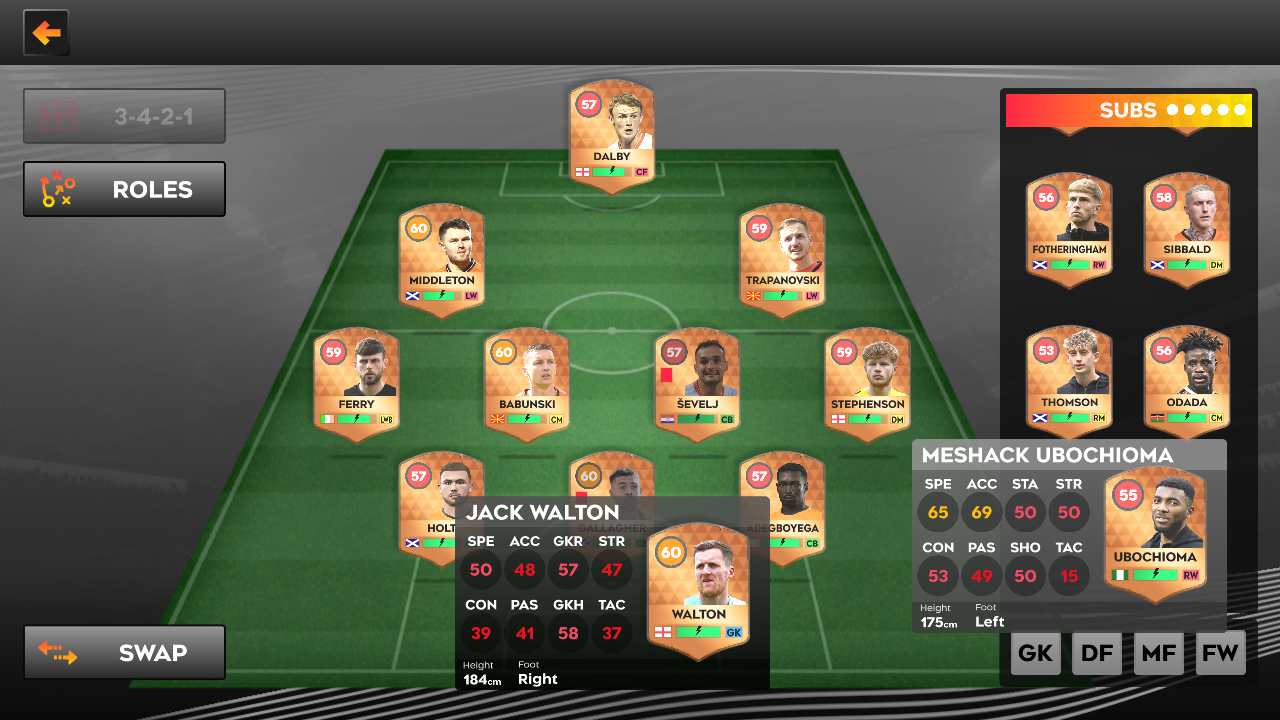 57
DALBY
CF
3-4-2-1
SUBS
ROLES
60
MIDDLETON
LW
59
TRAPANOVSKI
LW
56
FOTHERINGHAM
RW
58
SIBBALD
DM
59
FERRY
LWB
60
BABUNSKI
CM
57
ŠEVELJ
CB
59
STEPHENSON
DM
53
THOMSON
RM
56
ODADA
CM
57
HOLT
60
GALLAGHER
57
ADEGBOYEGA
CB
JACK WALTON
SPE ACC GKR STR
50 48 57 47
CON PAS GKH TAC
39 41 58 37
Height Foot
184cm Right
60
WALTON
GK
MESHACK UBOCHIOMA
SPE ACC STA STR
65 69 50 50
CON PAS SHO TAC
53 49 50 15
Height Foot
175cm Left
55
UBOCHIOMA
RW
SWAP
GK DF MF FW